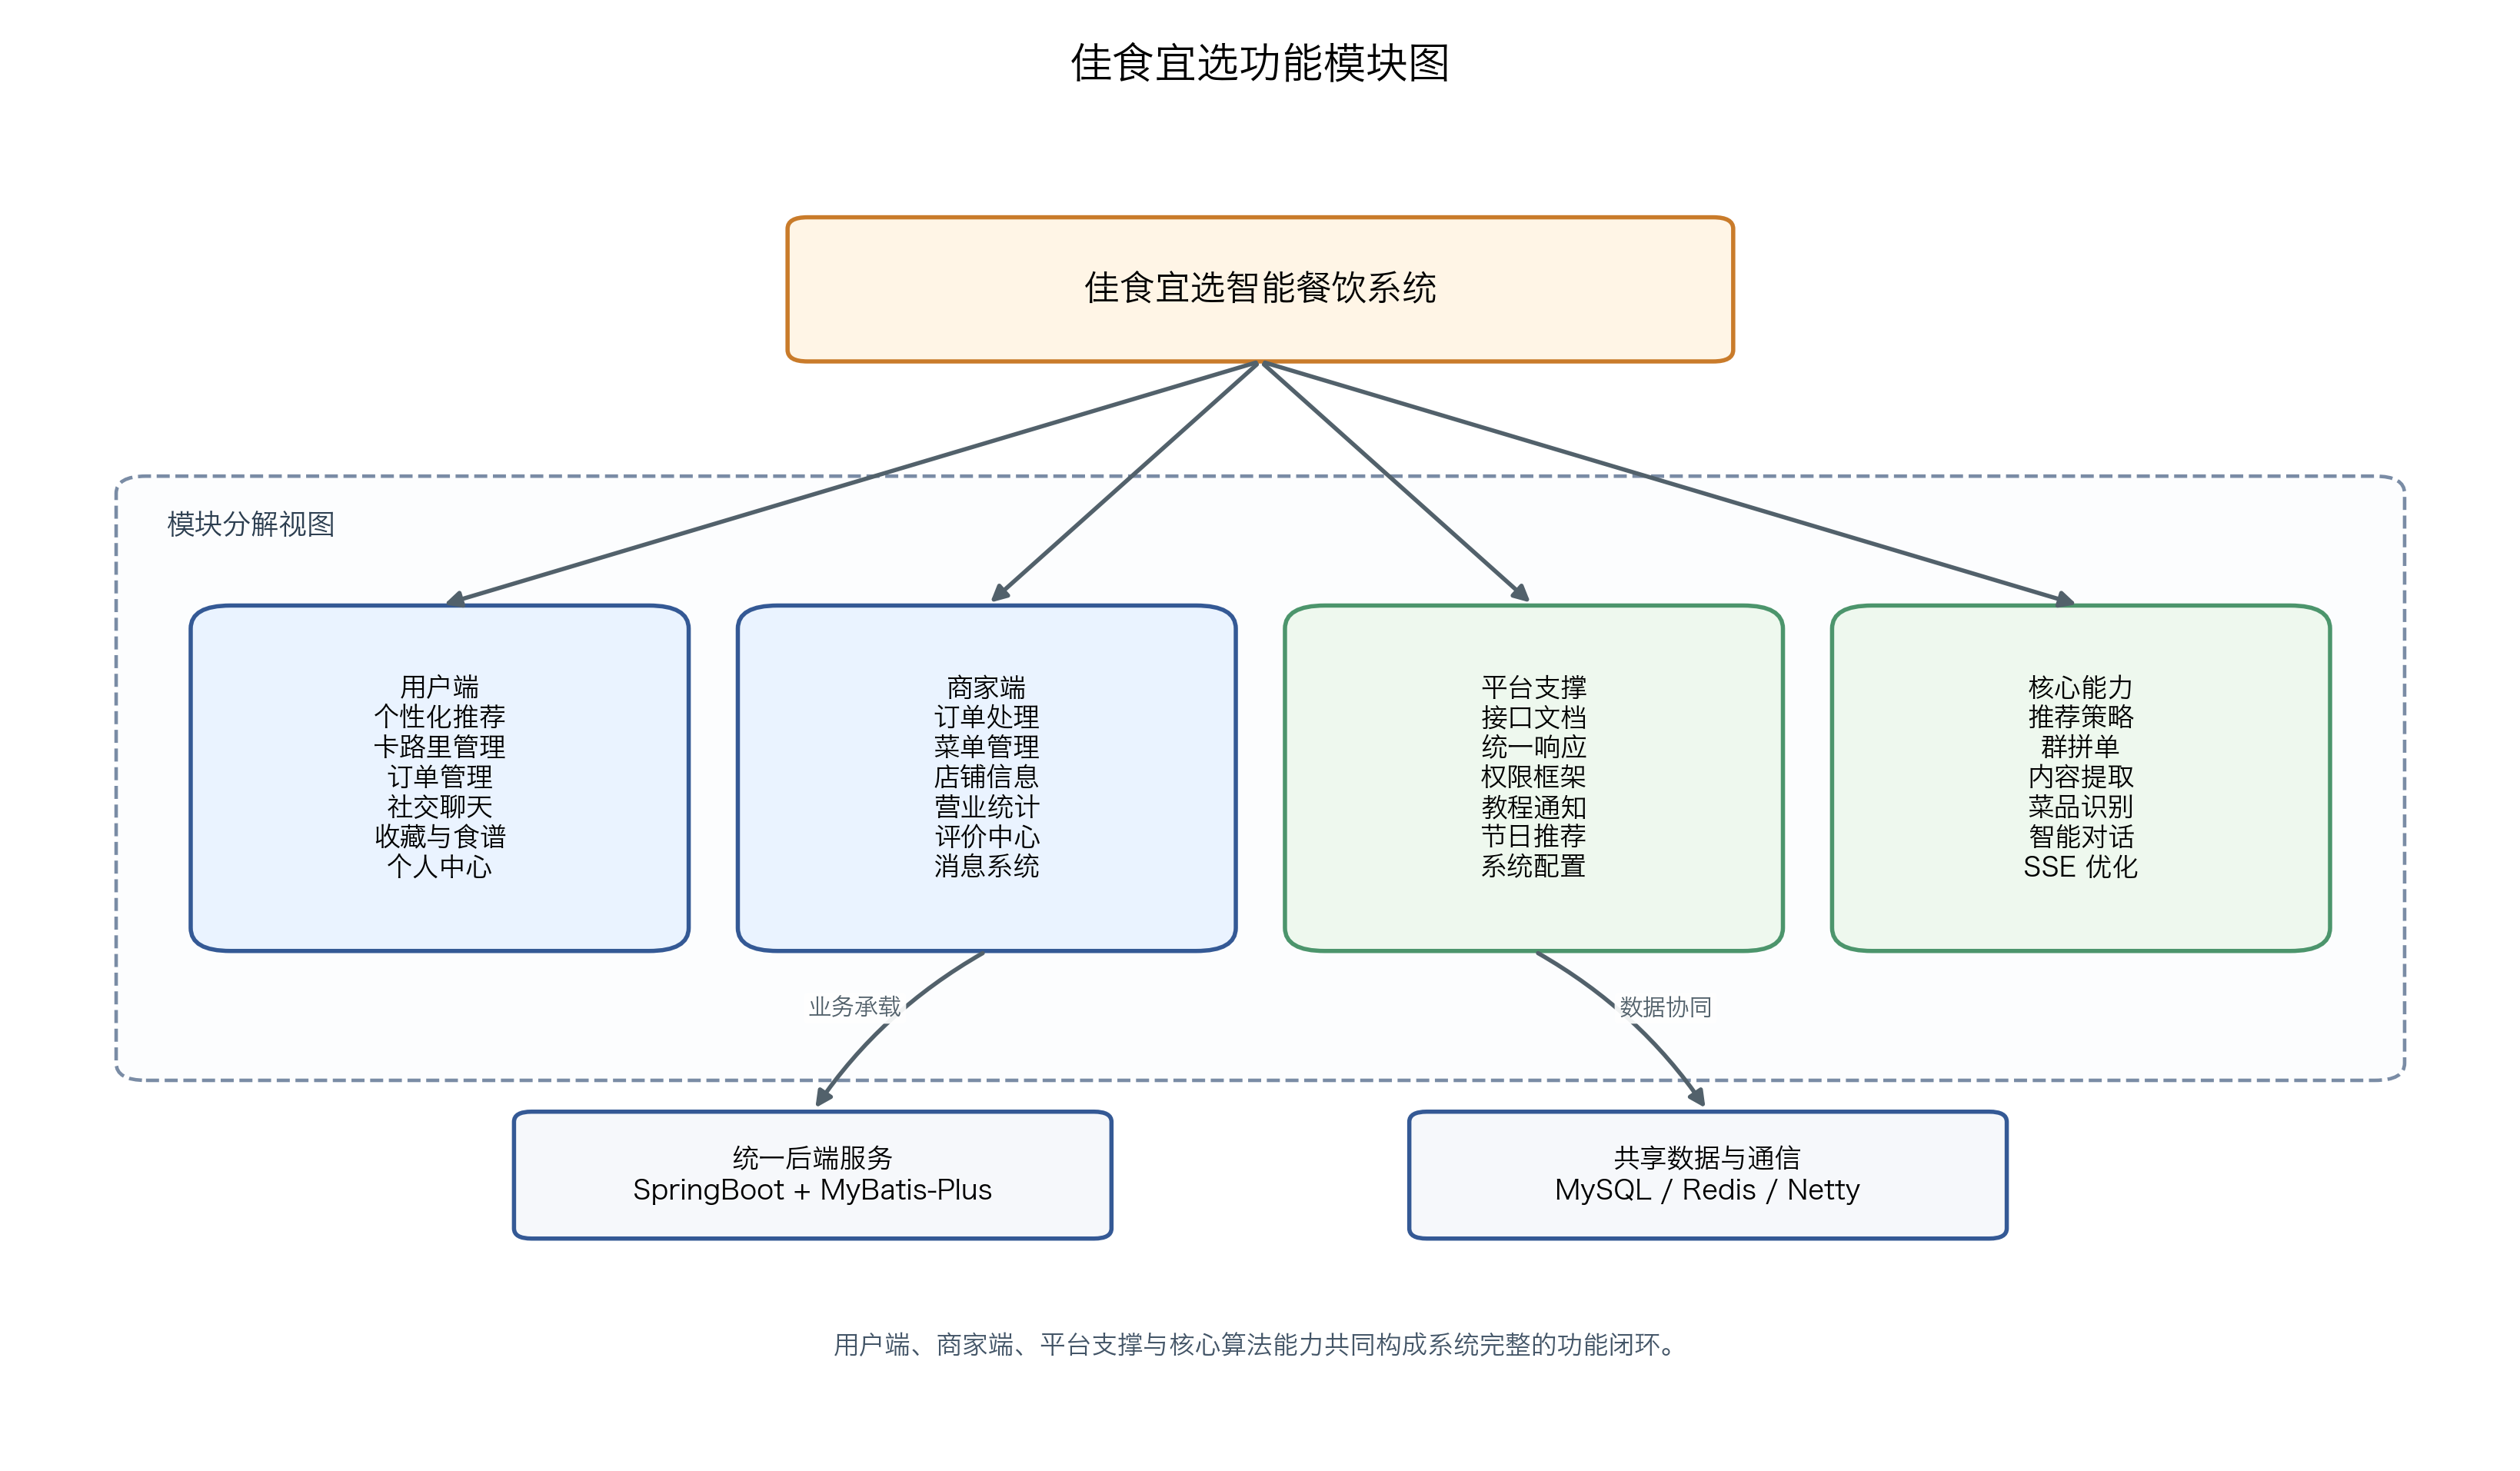 佳食宜选功能模块图
佳食宜选智能餐饮系统
模块分解视图
用户端
个性化推荐
卡路里管理
订单管理
社交聊天
收藏与食谱
个人中心
商家端
订单处理
菜单管理
店铺信息
营业统计
评价中心
消息系统
平台支撑
接口文档
统一响应
权限框架
教程通知
节日推荐
系统配置
核心能力
推荐策略
群拼单
内容提取
菜品识别
智能对话
SSE 优化
业务承载
数据协同
统一后端服务
SpringBoot + MyBatis-Plus
共享数据与通信
MySQL / Redis / Netty
用户端、商家端、平台支撑与核心算法能力共同构成系统完整的功能闭环。